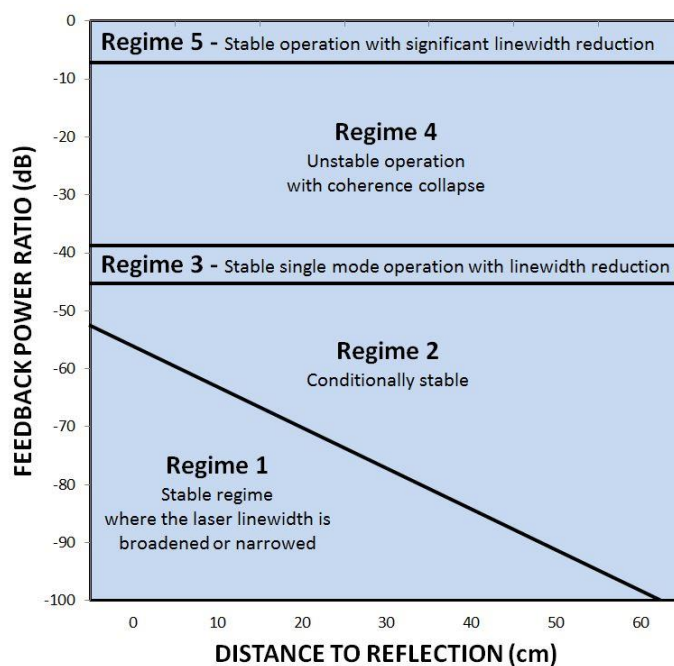 0
Regime 5 - Stable operation with significant linewidth reduction
-10
Regime 4
-20
Unstable operation
with coherence collapse
-30
-40
Regime 3 - Stable single mode operation with linewidth reduction
-50
Regime 2
-60
Conditionally stable
-70
Regime 1
-80
Stable regime
where the laser linewidth is
-90
broadened or narrowed
-100
0 10 20 30 40 50 60
DISTANCE TO REFLECTION (cm)
FEEDBACK POWER RATIO (dB)